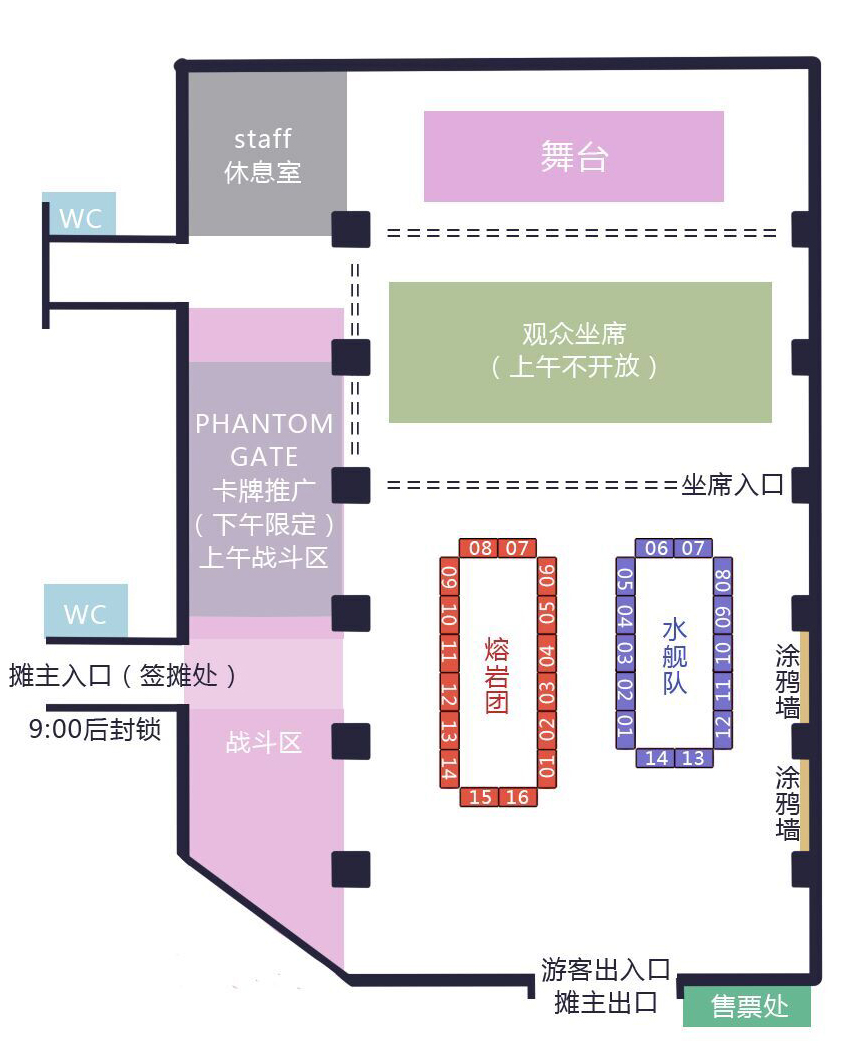 staff
休息室
舞台
WC
观众坐席
（上午不开放）
PHANTOM
GATE
卡牌推广
（下午限定）
上午战斗区
坐席入口
08 07
09
10
11
12
13
14
15 16
06
05
04
03
02
01
熔岩团
06 07
05
04
03
02
01
14 13
08
09
10
11
12
水舰队
WC
摊主入口（签摊处）
9:00后封锁
战斗区
涂鸦墙
涂鸦墙
游客出入口
摊主出口
售票处